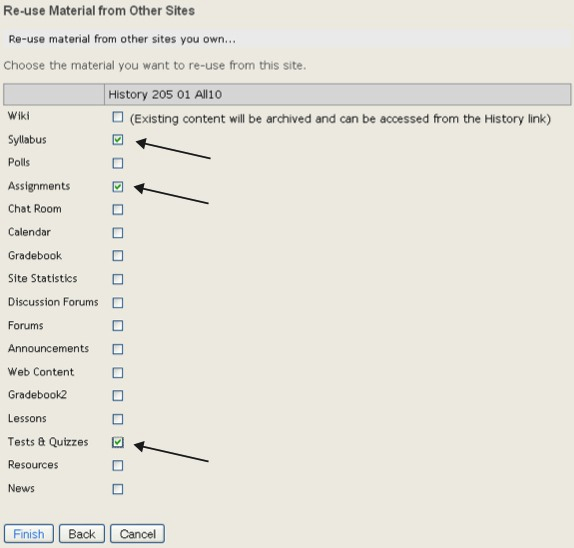 Re-use Material from Other Sites
Re-use material from other sites you own...
Choose the material you want to re-use from this site.
History 205 01 All10
Wiki (Existing content will be archived and can be accessed from the History link)
Syllabus
Polls
Assignments
Chat Room
Calendar
Gradebook
Site Statistics
Discussion Forums
Forums
Announcements
Web Content
Gradebook2
Lessons
Tests & Quizzes
Resources
News
Finish Back Cancel